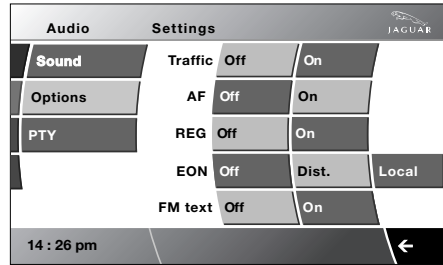 Audio Settings JAGUAR
Sound Traffic Off On
Options AF Off On
PTY REG Off On
EON Off Dist. Local
FM text Off On
14 : 26 pm